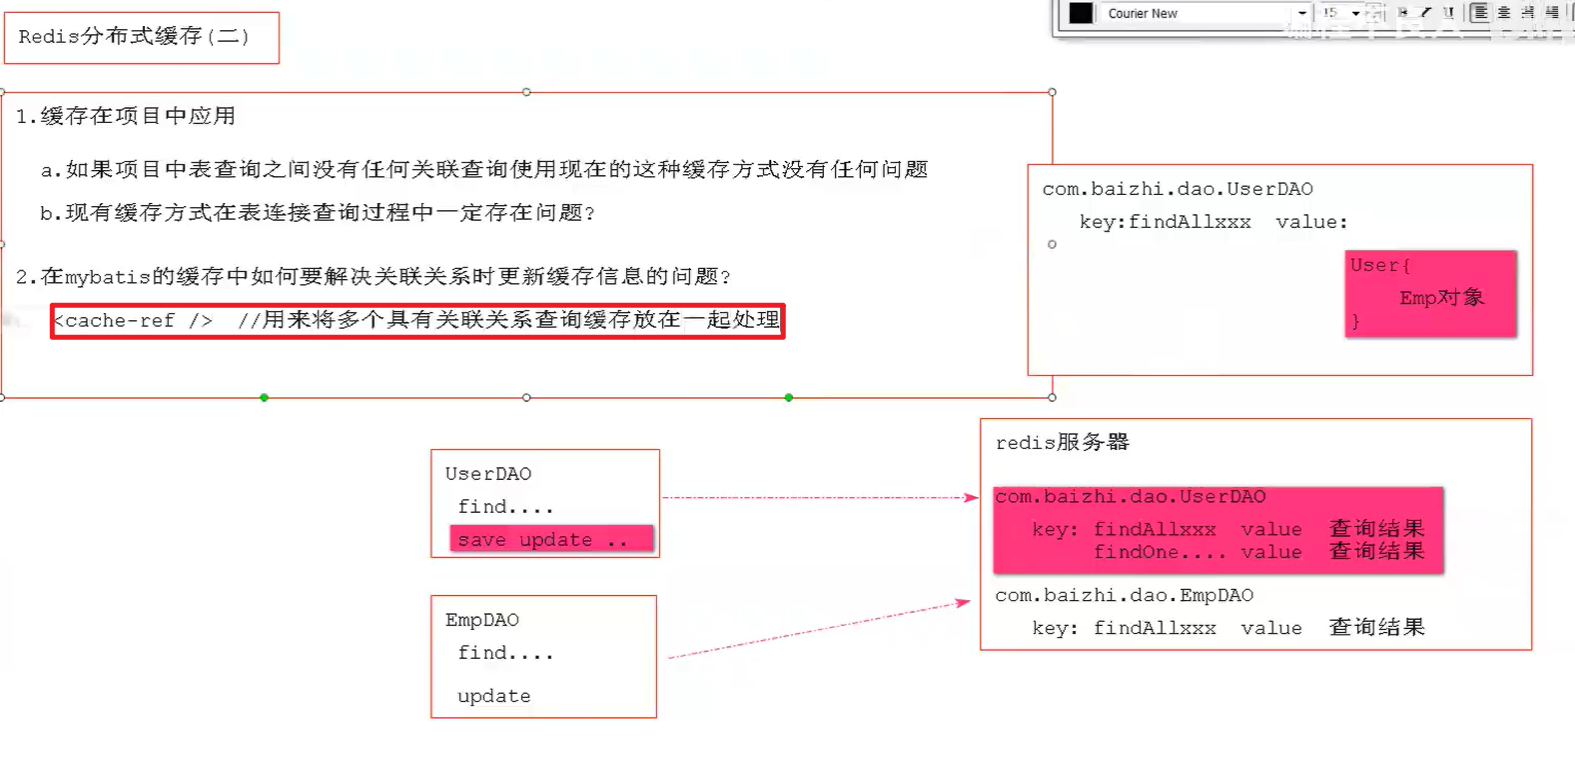 Courier New
15
B I U
Redis分布式缓存(二)
1.缓存在项目中应用
a.如果项目中表查询之间没有任何关联查询使用现在的这种缓存方式没有任何问题
b.现有缓存方式在表连接查询过程中一定存在问题?
2.在mybatis的缓存中如何要解决关联关系时更新缓存信息的问题?
<cache-ref /> //用来将多个具有关联关系查询缓存放在一起处理
com.baizhi.dao.UserDAO
key:findAllxxx value:
User{
Emp对象
}
UserDAO
find....
save update ..
EmpDAO
find....
update
redis服务器
com.baizhi.dao.UserDAO
key: findAllxxx value 查询结果
findOne.... value 查询结果
com.baizhi.dao.EmpDAO
key: findAllxxx value 查询结果